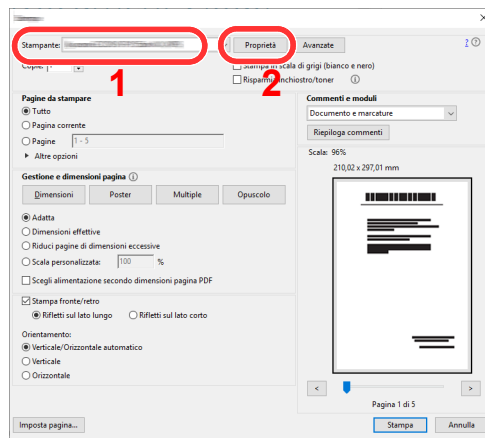 Stampante:
Proprietà
Avanzate
? 
Copie:
Stampa in scala di grigi (bianco e nero)
1
2
Pagine da stampare
Tutto
Pagina corrente
Pagine
1 - 5
Altre opzioni
Commenti e moduli
Documento e marcature
Riepiloga commenti
Scala: 96%
210,02 x 297,01 mm
Gestione e dimensioni pagina
Dimensioni
Poster
Multiple
Opuscolo
Adatta
Dimensioni effettive
Riduci pagine di dimensioni eccessive
Scala personalizzata:
100
%
Scegli alimentazione secondo dimensioni pagina PDF
Stampa fronte/retro
Rifletti sul lato lungo
Rifletti sul lato corto
Orientamento:
Verticale/Orizzontale automatico
Verticale
Orizzontale
<
>
Pagina 1 di 5
Imposta pagina...
Stampa
Annulla